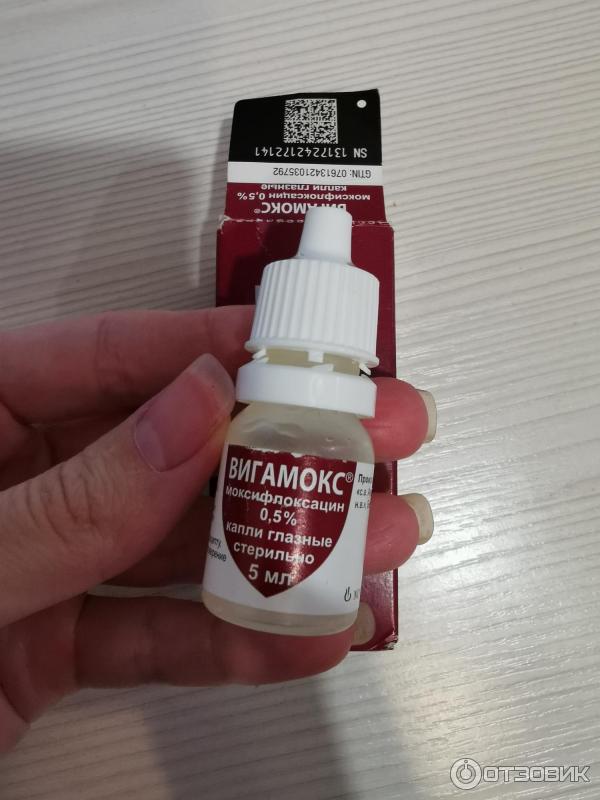 SN 1317242172141
GTIN: 07613421035792
ВИГАМОКС®
моксифлоксацин 0,5%
капли глазные
ВИГАМОКС®
моксифлоксацин
0,5%
капли глазные
стерильно
5 мл
ОТЗОВИК